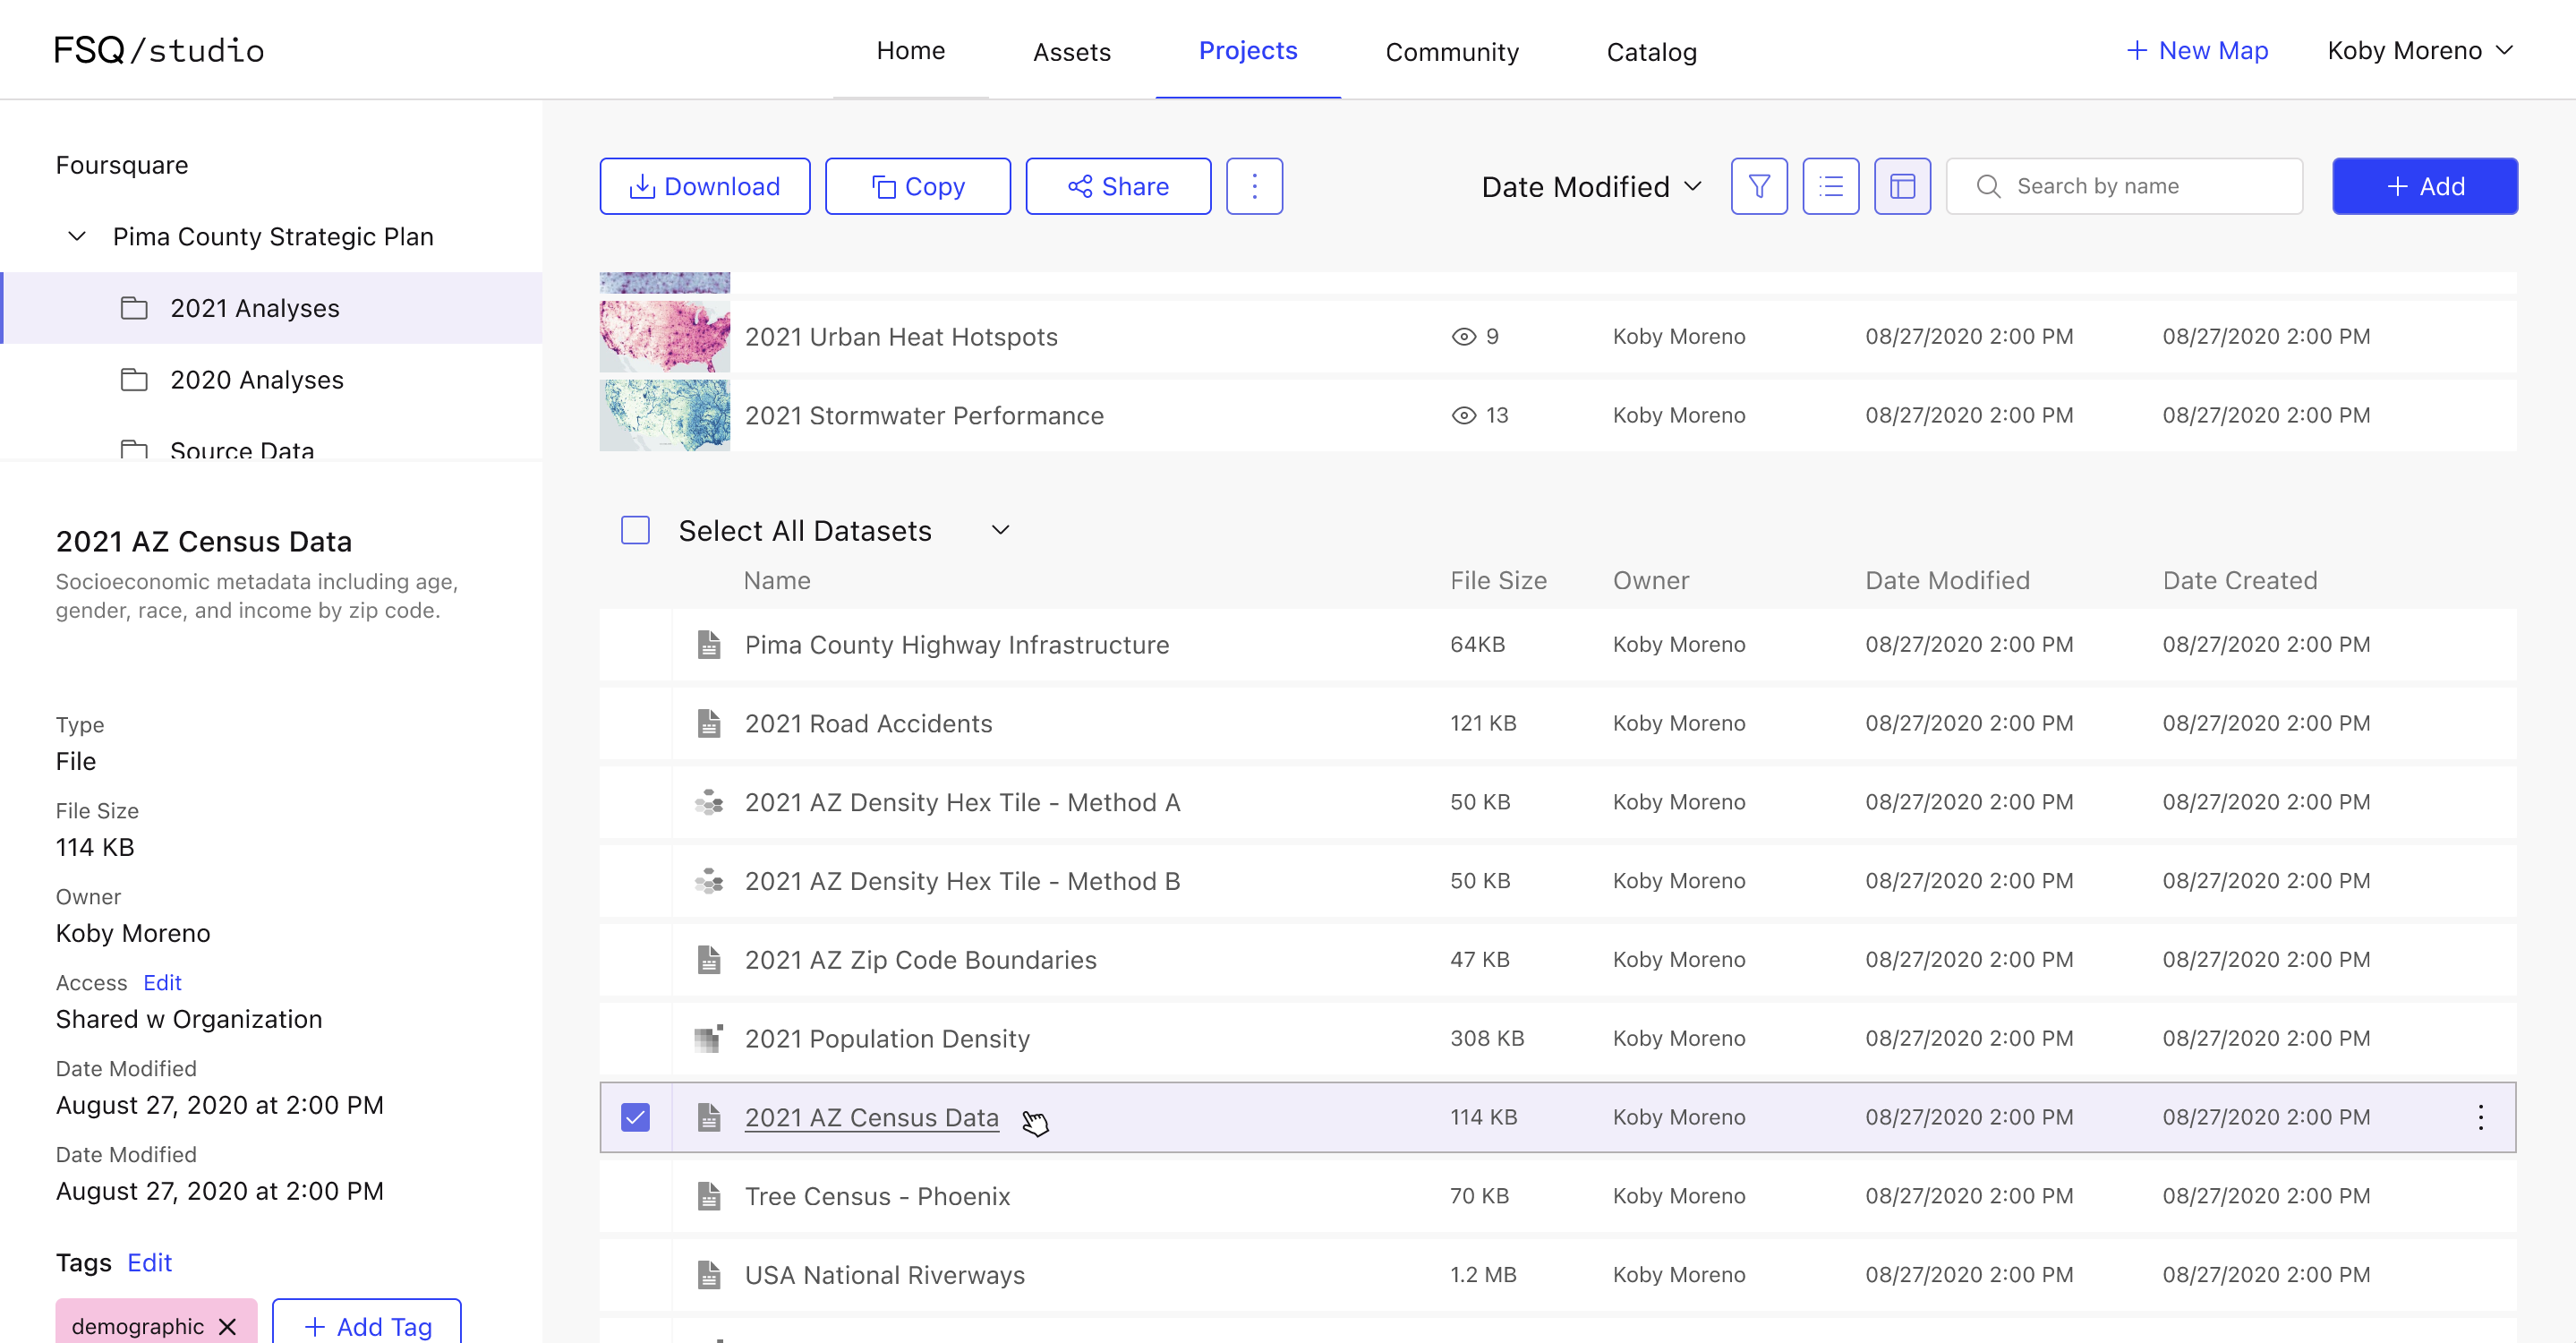 FSQ/studio
Home
Assets
Projects
Community
Catalog
+ New Map
Koby Moreno
Foursquare
Pima County Strategic Plan
2021 Analyses
2020 Analyses
Source Data
2021 AZ Census Data
Socioeconomic metadata including age,
gender, race, and income by zip code.
Type
File
File Size
114 KB
Owner
Koby Moreno
Access Edit
Shared w Organization
Date Modified
August 27, 2020 at 2:00 PM
Date Modified
August 27, 2020 at 2:00 PM
Tags Edit
demographic
+ Add Tag
Download
Copy
Share
Date Modified
Search by name
+ Add
2021 Urban Heat Hotspots 9 Koby Moreno 08/27/2020 2:00 PM 08/27/2020 2:00 PM
2021 Stormwater Performance 13 Koby Moreno 08/27/2020 2:00 PM 08/27/2020 2:00 PM
Select All Datasets
Name File Size Owner Date Modified Date Created
Pima County Highway Infrastructure 64KB Koby Moreno 08/27/2020 2:00 PM 08/27/2020 2:00 PM
2021 Road Accidents 121 KB Koby Moreno 08/27/2020 2:00 PM 08/27/2020 2:00 PM
2021 AZ Density Hex Tile - Method A 50 KB Koby Moreno 08/27/2020 2:00 PM 08/27/2020 2:00 PM
2021 AZ Density Hex Tile - Method B 50 KB Koby Moreno 08/27/2020 2:00 PM 08/27/2020 2:00 PM
2021 AZ Zip Code Boundaries 47 KB Koby Moreno 08/27/2020 2:00 PM 08/27/2020 2:00 PM
2021 Population Density 308 KB Koby Moreno 08/27/2020 2:00 PM 08/27/2020 2:00 PM
2021 AZ Census Data 114 KB Koby Moreno 08/27/2020 2:00 PM 08/27/2020 2:00 PM
Tree Census - Phoenix 70 KB Koby Moreno 08/27/2020 2:00 PM 08/27/2020 2:00 PM
USA National Riverways 1.2 MB Koby Moreno 08/27/2020 2:00 PM 08/27/2020 2:00 PM